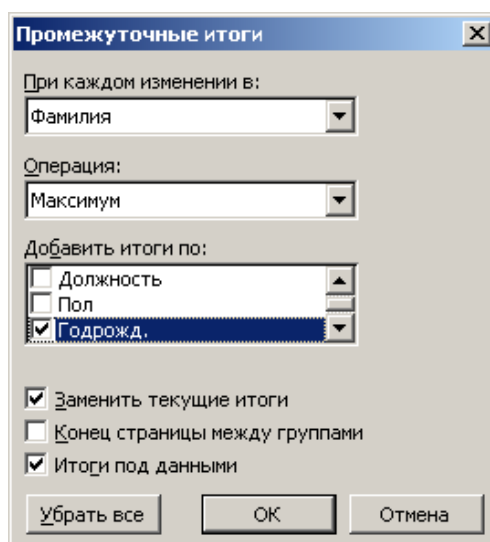 Промежуточные итоги
При каждом изменении в:
Фамилия
Операция:
Максимум
Добавить итоги по:
Должность
Пол
Годрожд.
Заменить текущие итоги
Конец страницы между группами
Итоги под данными
Убрать все ОК Отмена